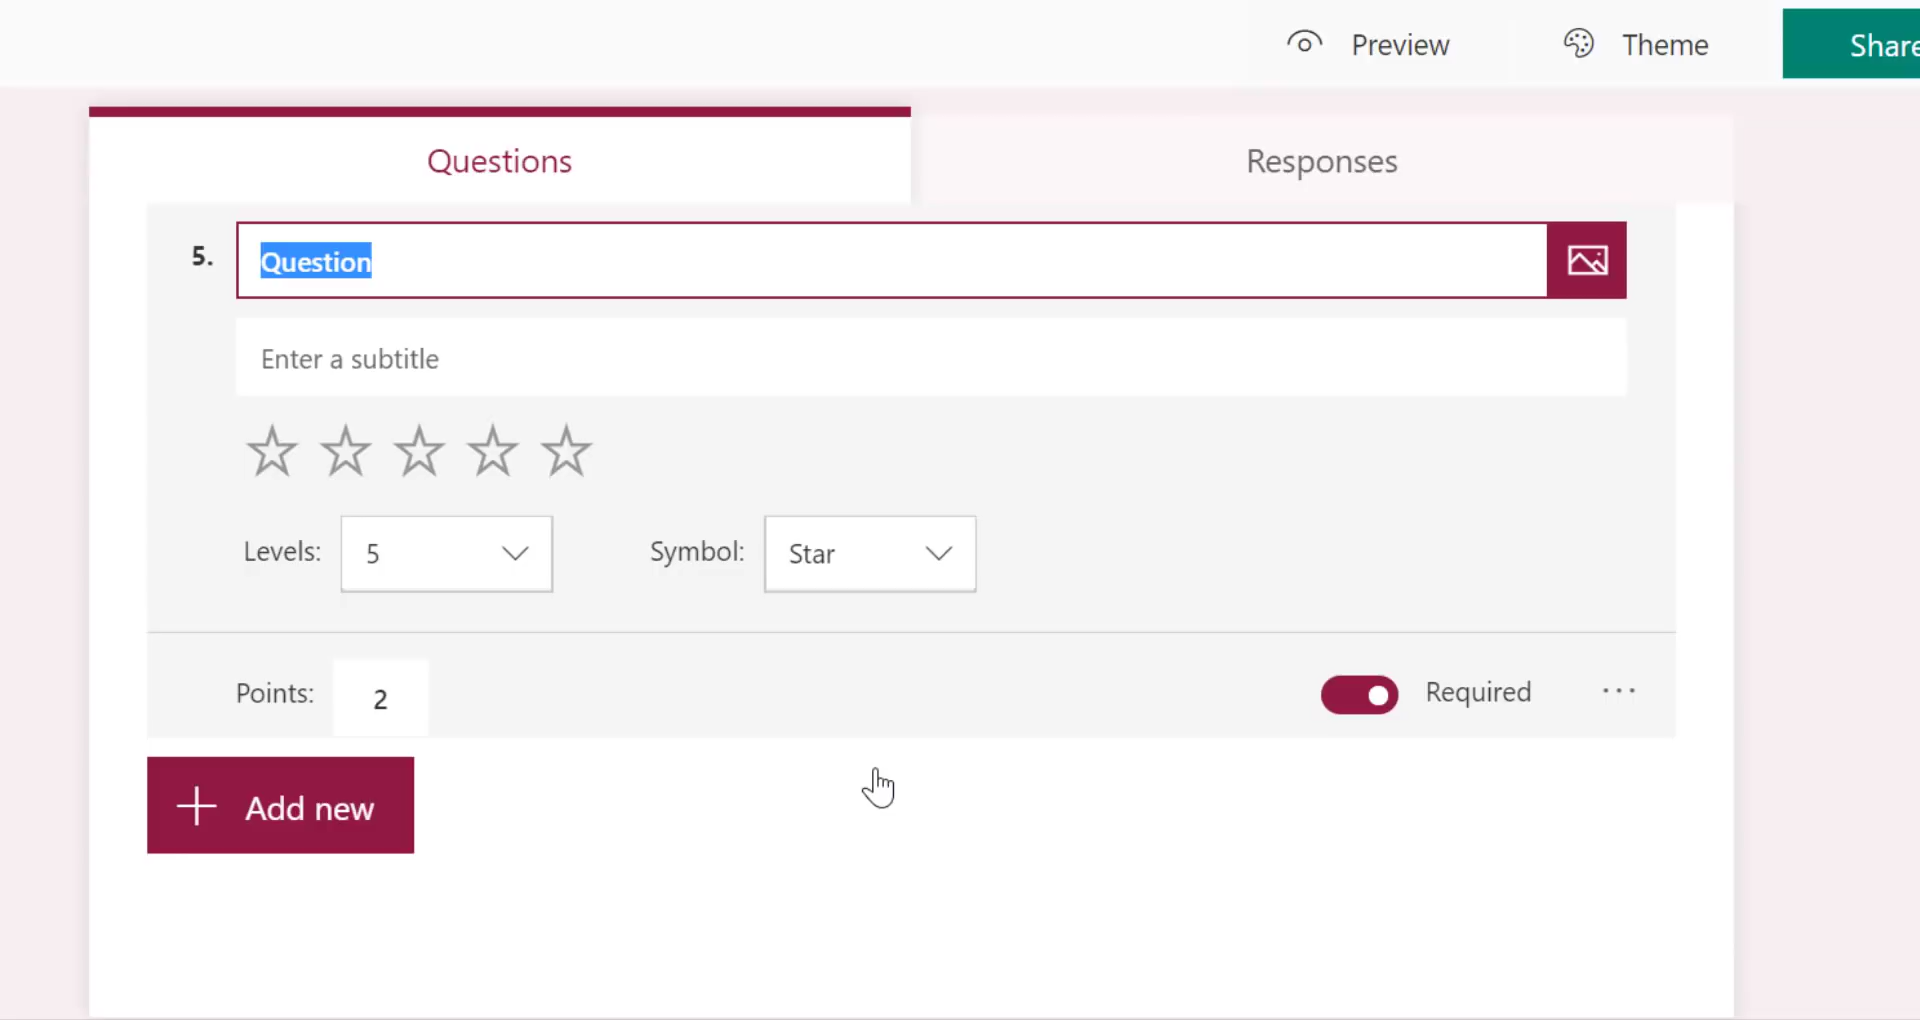 Preview
Theme
Share
Questions
Responses
5.
Question
Enter a subtitle
Levels:
5
Symbol:
Star
Points:
2
Required
Add new